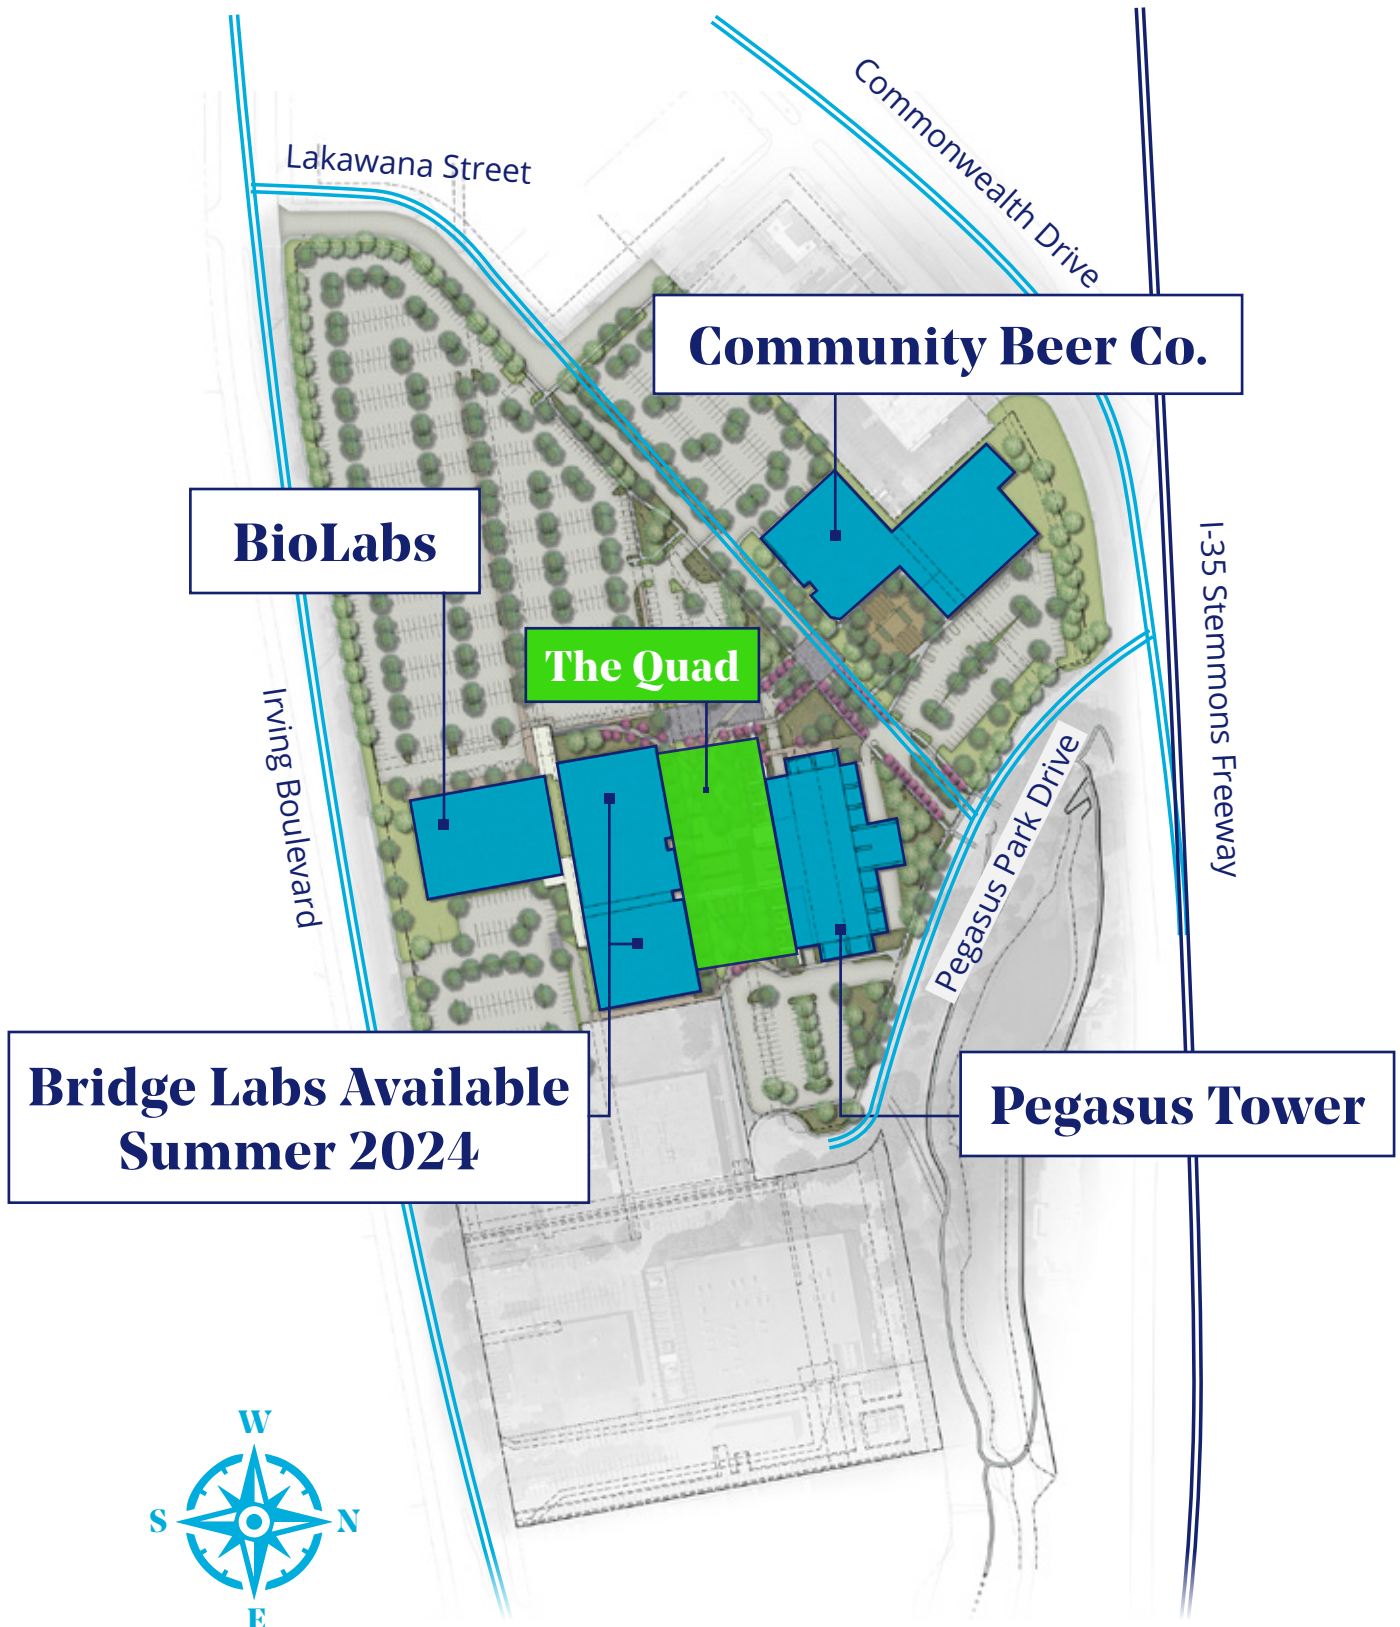 Lakawana Street
Commonwealth Drive
Community Beer Co.
BioLabs
The Quad
I-35 Stemmons Freeway
Irving Boulevard
Pegasus Park Drive
Bridge Labs Available
Summer 2024
Pegasus Tower
W
S
N
E